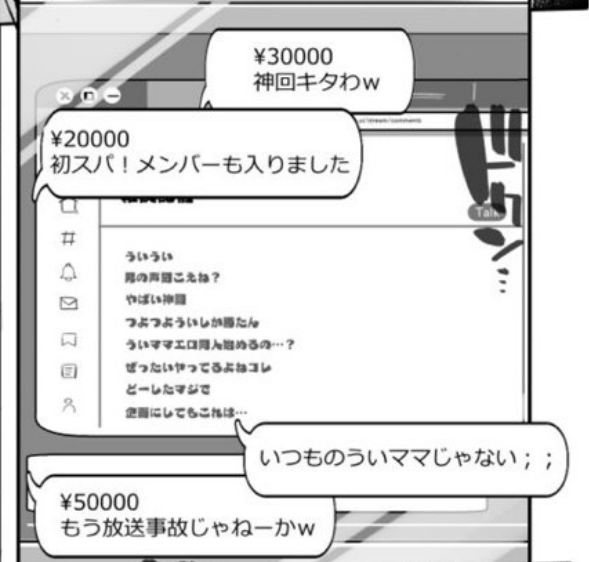 ¥30000
神回キタわw
¥20000
初スパ！メンバーも入りました
Talk
ういうい
男の声聞こえね？
やばい神回
つよつよういしか勝たん
ういママエロ同人始めるの…？
ぜったいやってるよねコレ
どーしたマジで
企画にしてもこれは…
いつものういママじゃない；；
¥50000
もう放送事故じゃねーかw